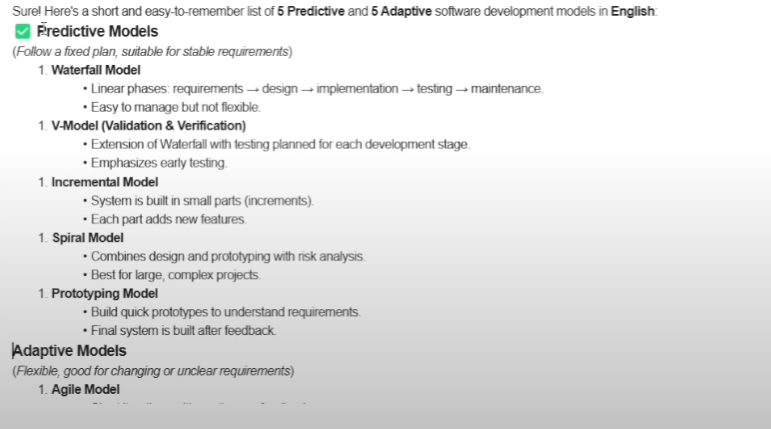 Sure! Here's a short and easy-to-remember list of 5 Predictive and 5 Adaptive software development models in English:
✅ Predictive Models
(Follow a fixed plan, suitable for stable requirements)
1. Waterfall Model
• Linear phases: requirements → design → implementation → testing → maintenance.
• Easy to manage but not flexible.
1. V-Model (Validation & Verification)
• Extension of Waterfall with testing planned for each development stage.
• Emphasizes early testing.
1. Incremental Model
• System is built in small parts (increments).
• Each part adds new features.
1. Spiral Model
• Combines design and prototyping with risk analysis.
• Best for large, complex projects.
1. Prototyping Model
• Build quick prototypes to understand requirements.
• Final system is built after feedback.
Adaptive Models
(Flexible, good for changing or unclear requirements)
1. Agile Model